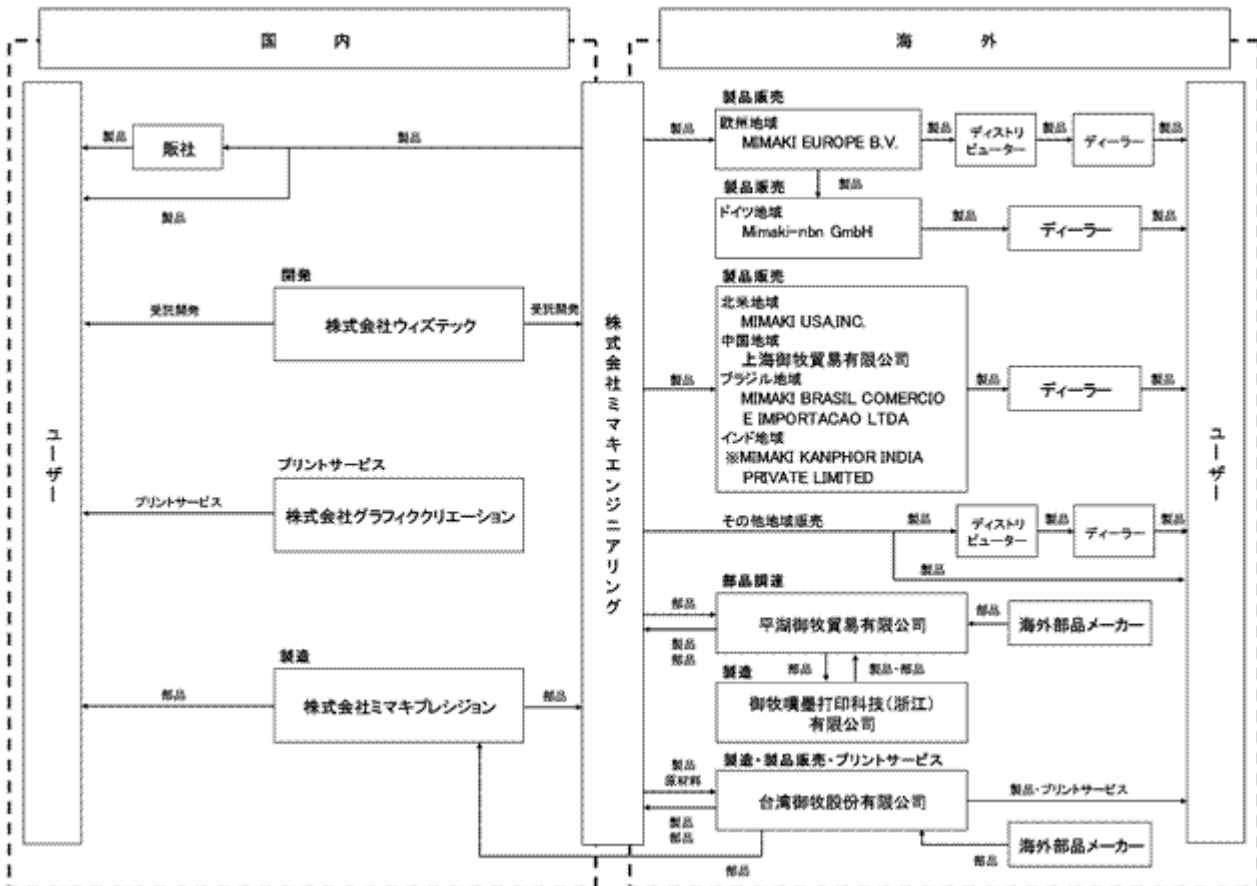 国　内
海　外
ユーザー
製品
販社
製品
製品
開発
受託開発
株式会社ウィズテック
受託開発
プリントサービス
プリントサービス
株式会社グラフィククリエーション
製造
部品
株式会社ミマキプレシジョン
部品
株式会社ミマキエンジニアリング
製品販売
製品
欧州地域
MIMAKI EUROPE B.V.
製品
ディストリ
ビューター
製品
ディーラー
製品
製品
製品販売
ドイツ地域
Mimaki-nbn GmbH
製品
ディーラー
製品
製品販売
製品
北米地域
MIMAKI USA,INC.
中国地域
上海御牧貿易有限公司
ブラジル地域
MIMAKI BRASIL COMERCIO
E IMPORTACAO LTDA
インド地域
※MIMAKI KANPHOR INDIA
PRIVATE LIMITED
製品
ディーラー
製品
その他地域販売
製品
ディストリ
ビューター
製品
ディーラー
製品
製品
部品調達
部品
製品
部品
平湖御牧貿易有限公司
部品
海外部品メーカー
部品
製品・部品
製造
御牧噴墨打印科技(浙江)
有限公司
製造・製品販売・プリントサービス
製品
原材料
台湾御牧股份有限公司
製品・プリントサービス
製品
部品
部品
部品
海外部品メーカー
ユーザー